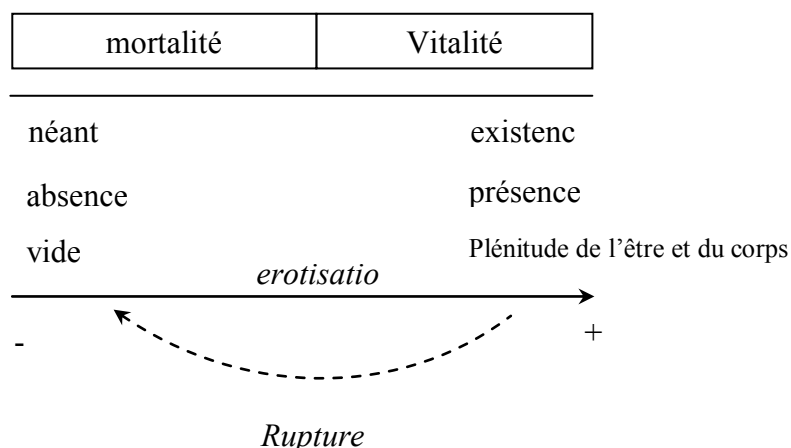 mortalité Vitalité
néant existenc
absence présence
vide Plénitude de l’être et du corps
erotisatio
- +
Rupture